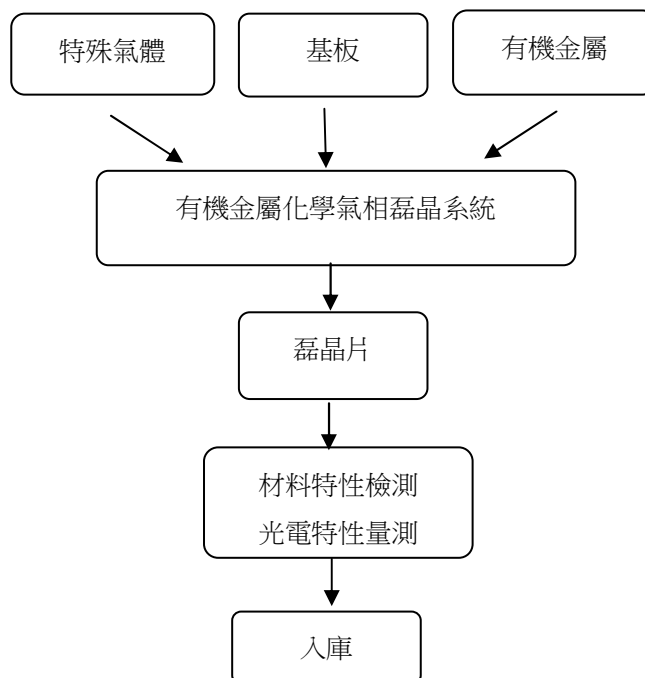 特殊氣體
基板
有機金屬
有機金屬化學氣相磊晶系統
磊晶片
材料特性檢測
光電特性量測
入庫